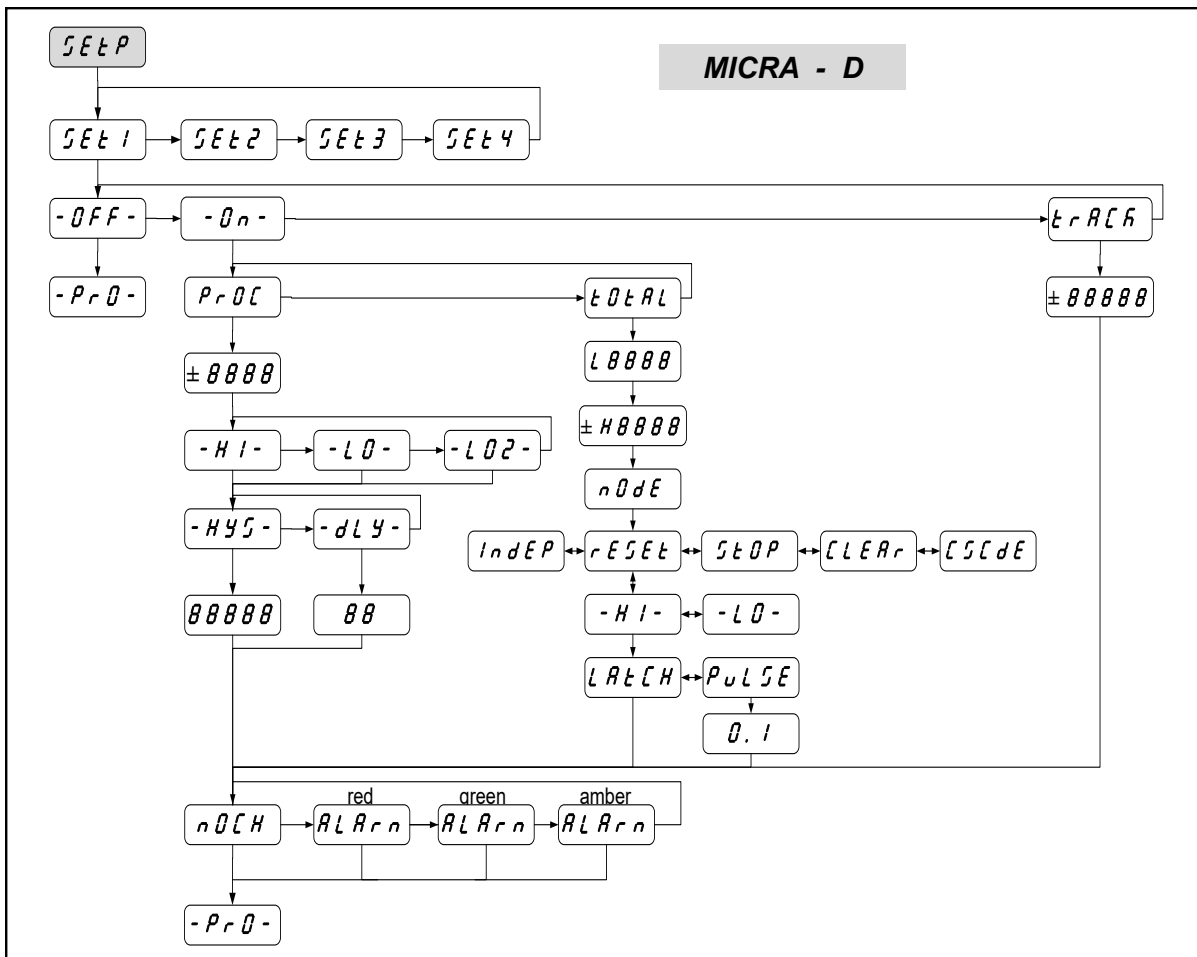 SEtP
MICRA - D
SEt1 SEt2 SEt3 SEt4
-OFF- -On- trACK
-PrO- PrOC tOtAL ±88888
±8888 L8888
±H8888
-HI- -LO- -LO2-
nOdE
-HYS- -dLY-
IndEP rESEt StOP CLEAr CSCdE
88888 88 -HI- -LO-
LAtCH PuLSE
0.1
red green amber
nOCH ALArn ALArn ALArn
-PrO-